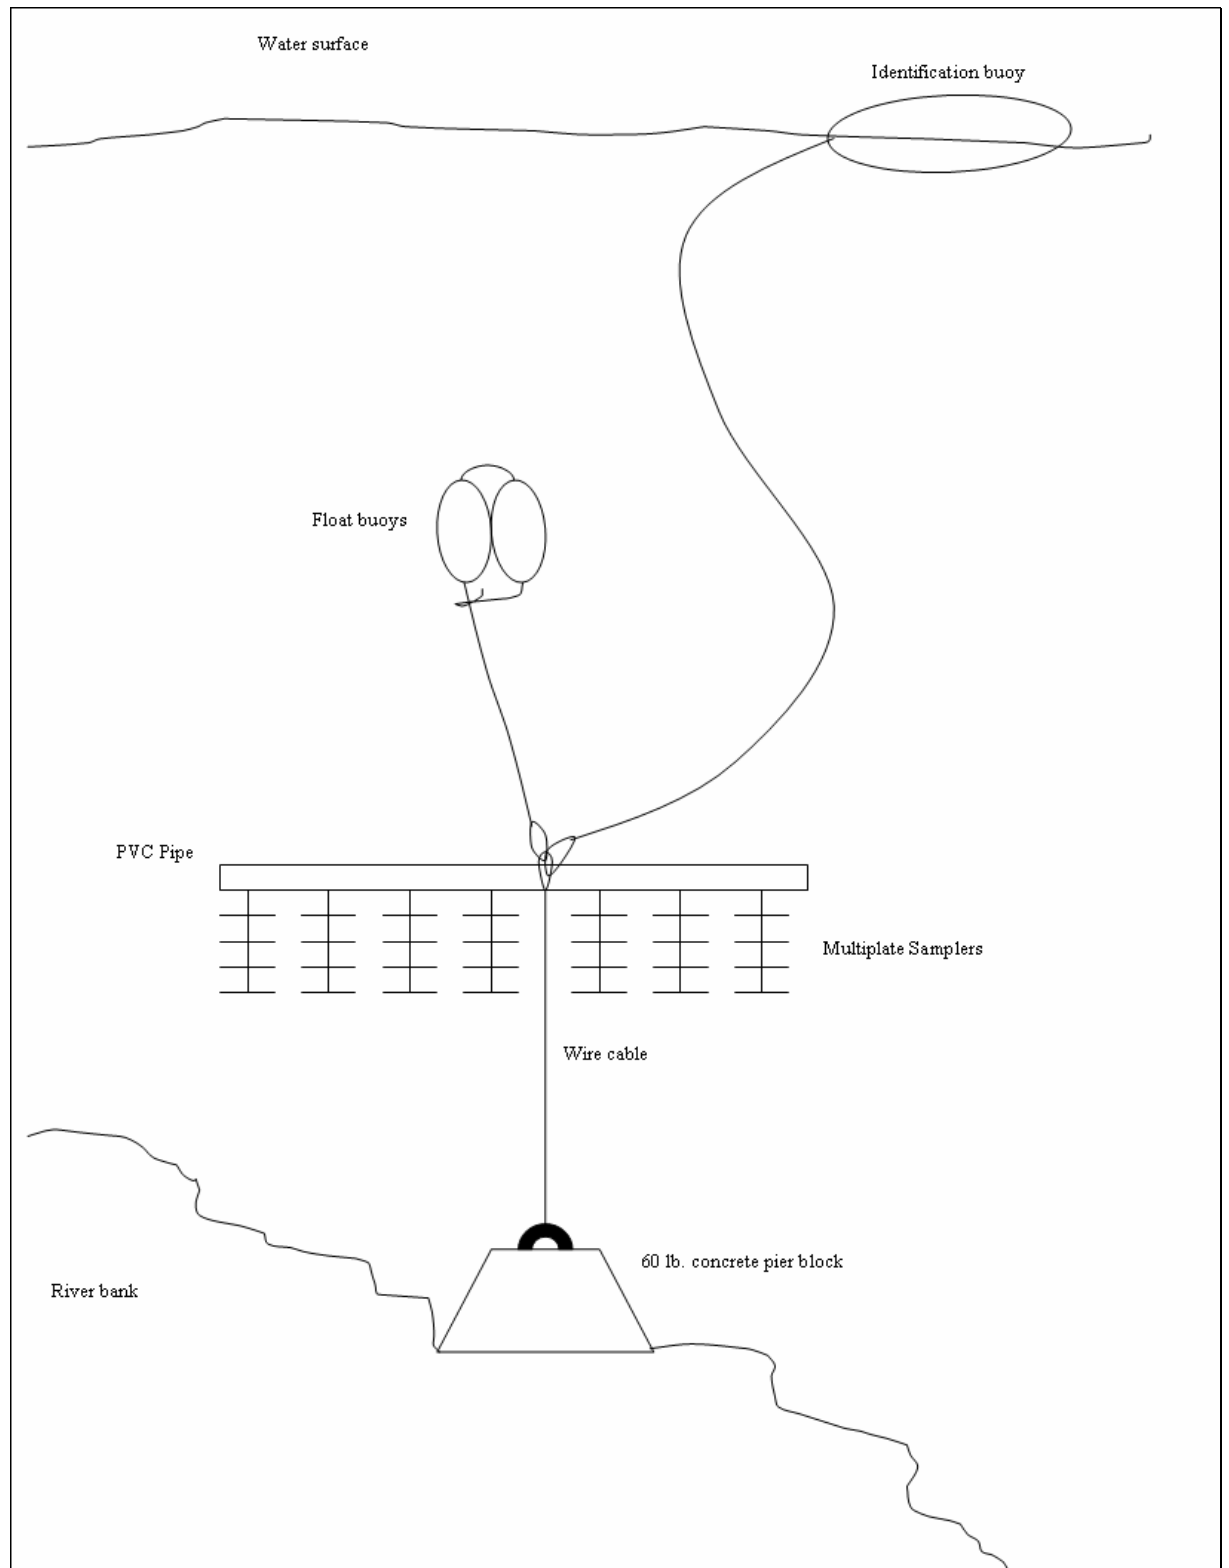 Water surface
Identification buoy
Float buoys
PVC Pipe
Multiplate Samplers
Wire cable
60 lb. concrete pier block
River bank